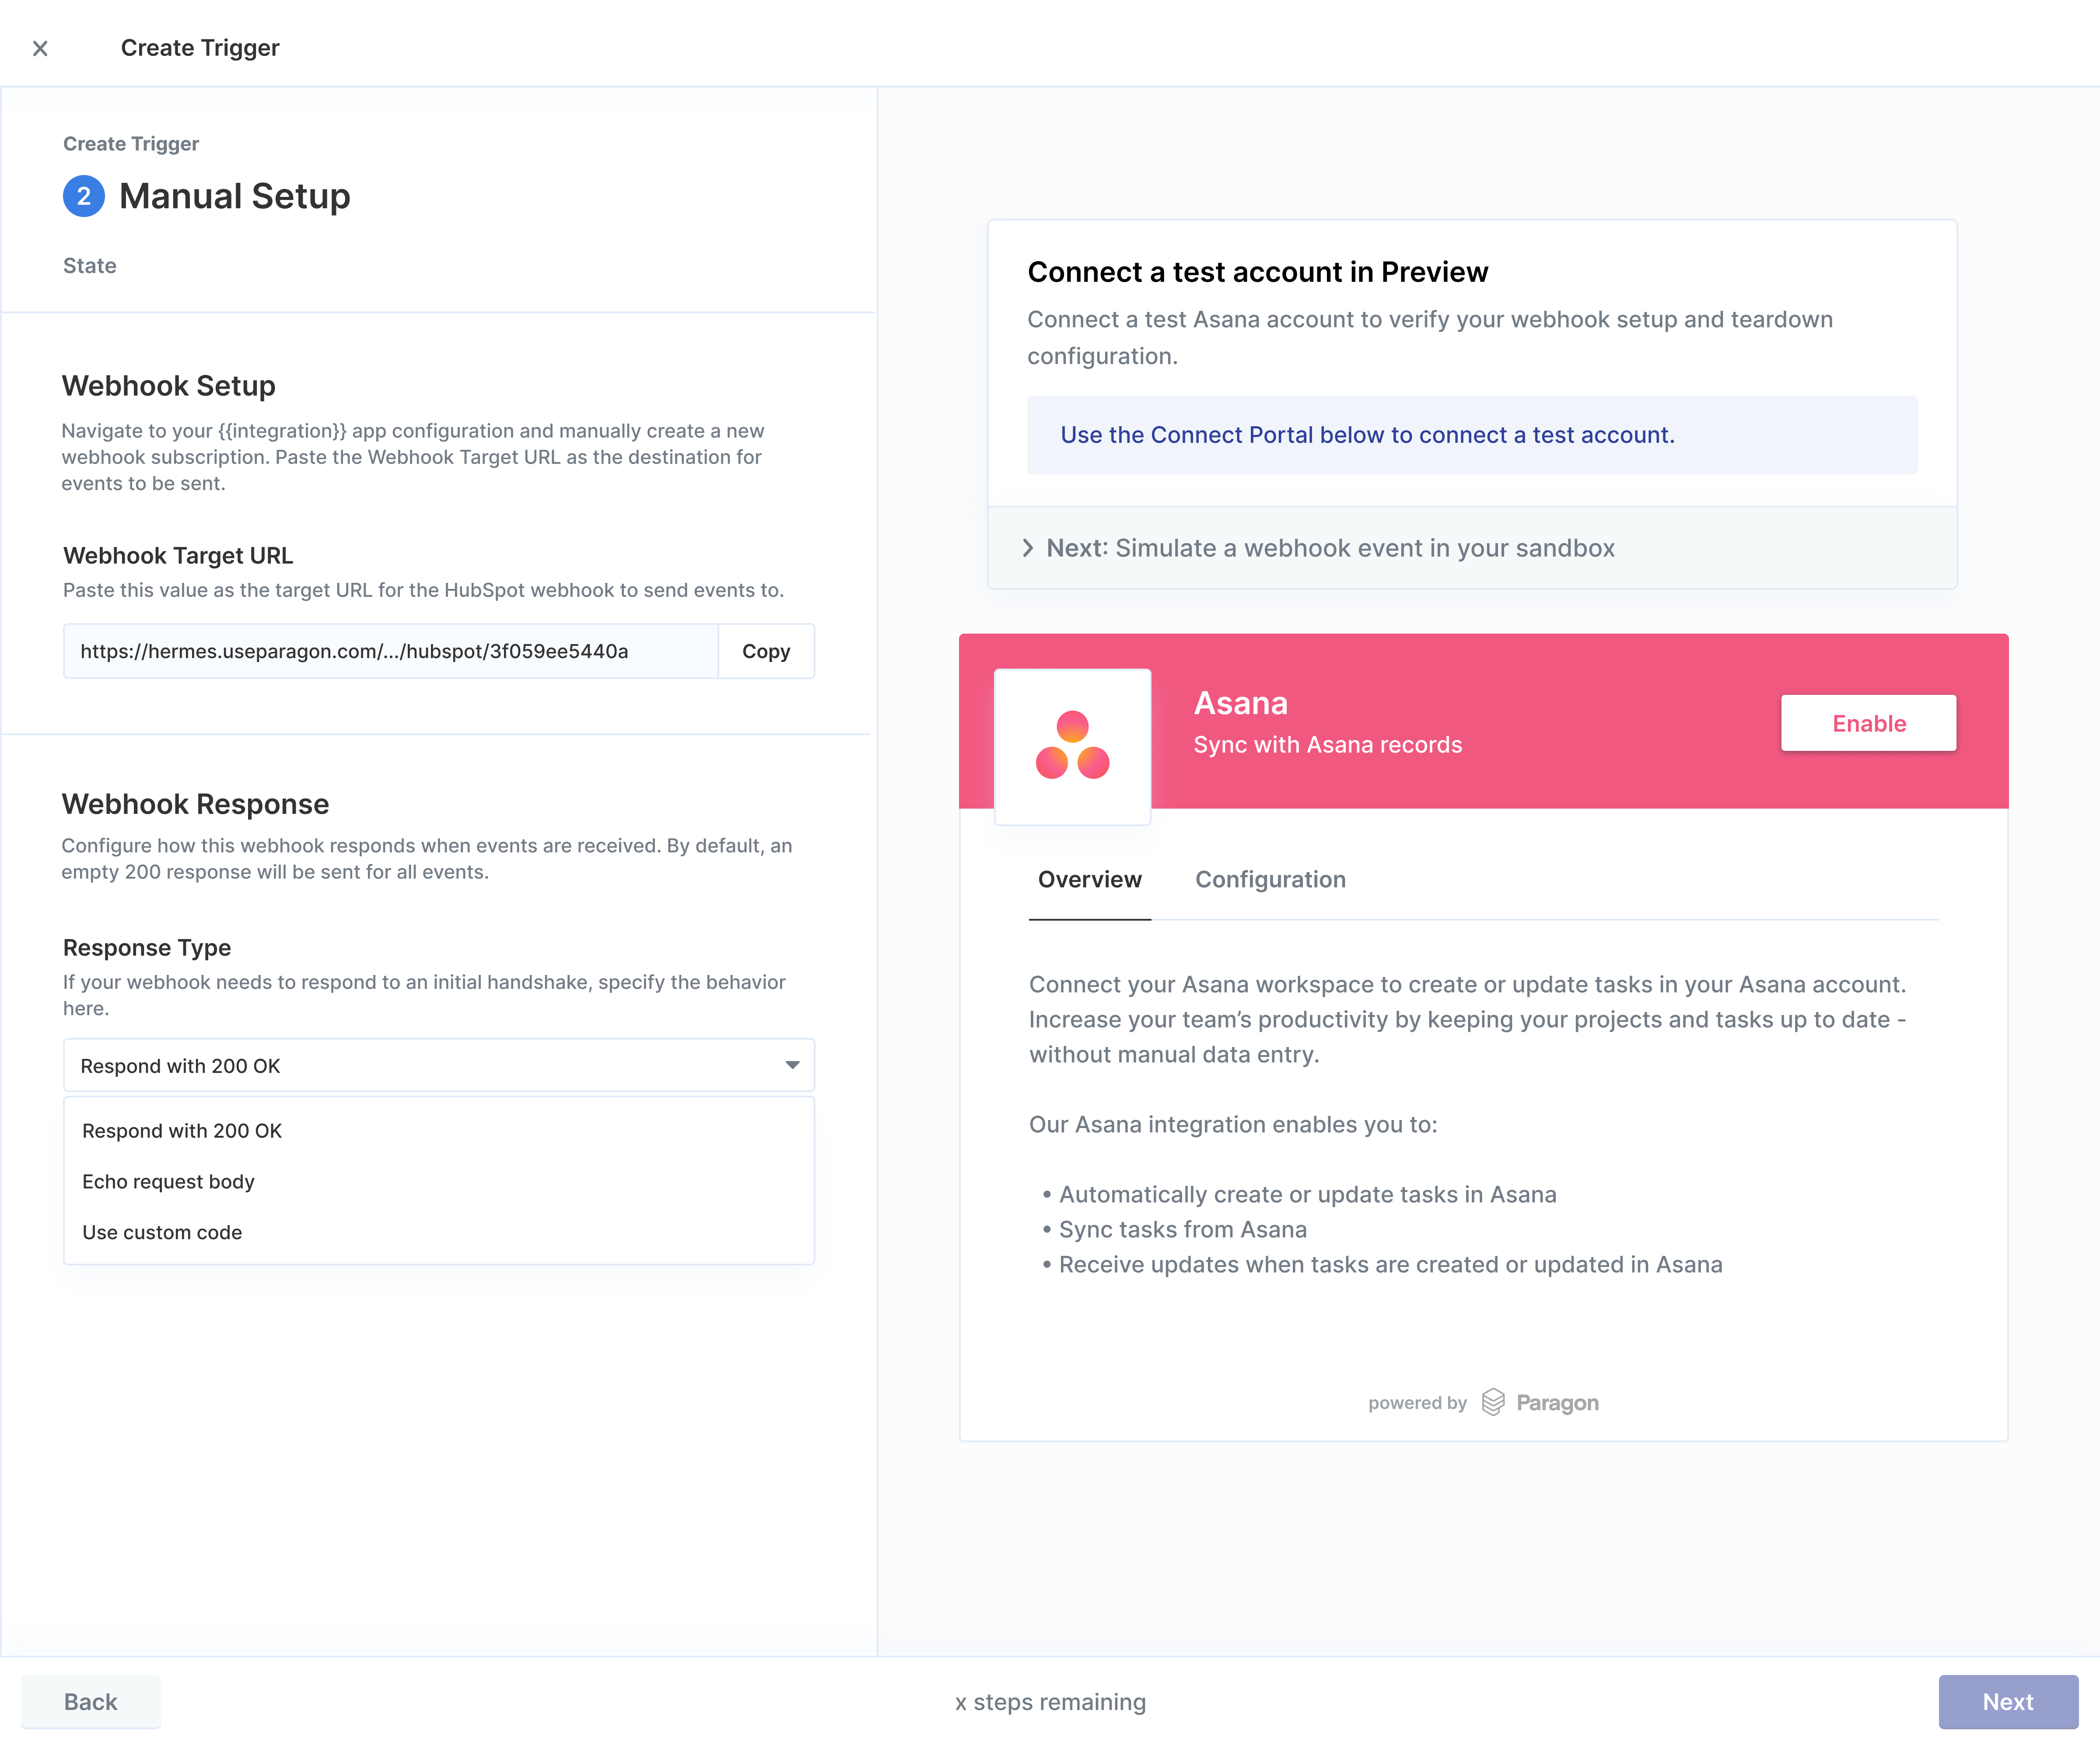 Create Trigger
Create Trigger
2 Manual Setup
State
Webhook Setup
Navigate to your {{integration}} app configuration and manually create a new
webhook subscription. Paste the Webhook Target URL as the destination for
events to be sent.
Webhook Target URL
Paste this value as the target URL for the HubSpot webhook to send events to.
https://hermes.useparagon.com/.../hubspot/3f059ee5440a
Copy
Webhook Response
Configure how this webhook responds when events are received. By default, an
empty 200 response will be sent for all events.
Response Type
If your webhook needs to respond to an initial handshake, specify the behavior
here.
Respond with 200 OK
Respond with 200 OK
Echo request body
Use custom code
Connect a test account in Preview
Connect a test Asana account to verify your webhook setup and teardown
configuration.
Use the Connect Portal below to connect a test account.
Next: Simulate a webhook event in your sandbox
Asana
Sync with Asana records
Enable
Overview
Configuration
Connect your Asana workspace to create or update tasks in your Asana account.
Increase your team’s productivity by keeping your projects and tasks up to date -
without manual data entry.
Our Asana integration enables you to:
• Automatically create or update tasks in Asana
• Sync tasks from Asana
• Receive updates when tasks are created or updated in Asana
powered by Paragon
Back
x steps remaining
Next